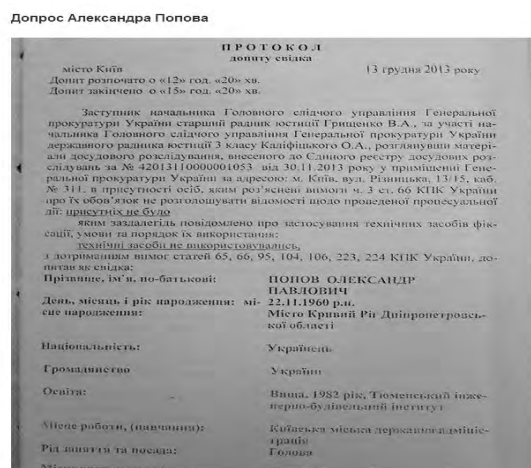 Допрос Александра Попова
ПРОТОКОЛ
допиту свідка
місто Київ 13 грудня 2013 року
Допит розпочато о «12» год. «20» хв.
Допит закінчено о «15» год. «20» хв.
Заступник начальника Головного слідчого управління Генеральної
прокуратури України старший радник юстиції Грищенко В.А., за участі на-
чальника Головного слідчого управління Генеральної прокуратури України
державного радника юстиції 3 класу Каліфіцького О.А., розглянувши матері-
али досудового розслідування, внесеного до Єдиного реєстру досудових роз-
слідувань за № 42013110000001053 від 30.11.2013 року у приміщенні Гене-
ральної прокуратури України за адресою: м. Київ, вул. Різницька, 13/15, каб.
№ 311, в присутності осіб, яким роз'яснені вимоги ч. 3 ст. 66 КПК України
про їх обов'язок не розголошувати відомості щодо проведеної процесуальної
дії: присутніх не було
яким заздалегідь повідомлено про застосування технічних засобів фік-
сації, умови та порядок їх використання:
технічні засоби не використовувались,
з дотриманням вимог статей 65, 66, 95, 104, 106, 223, 224 КПК України, до-
питав як свідка:
Прізвище, ім'я, по-батькові: ПОПОВ ОЛЕКСАНДР
ПАВЛОВИЧ
День, місяць і рік народження: мі- 22.11.1960 р.н.
сце народження: Місто Кривий Ріг Дніпропетровсь-
кої області
Національність: Українець
Громадянство України
Освіта: Вища, 1982 рік, Тюменський інже-
нерно-будівельний інститут
Місце роботи, (навчання): Київська міська державна адмініс-
трація
Рід заняття та посада: Голова